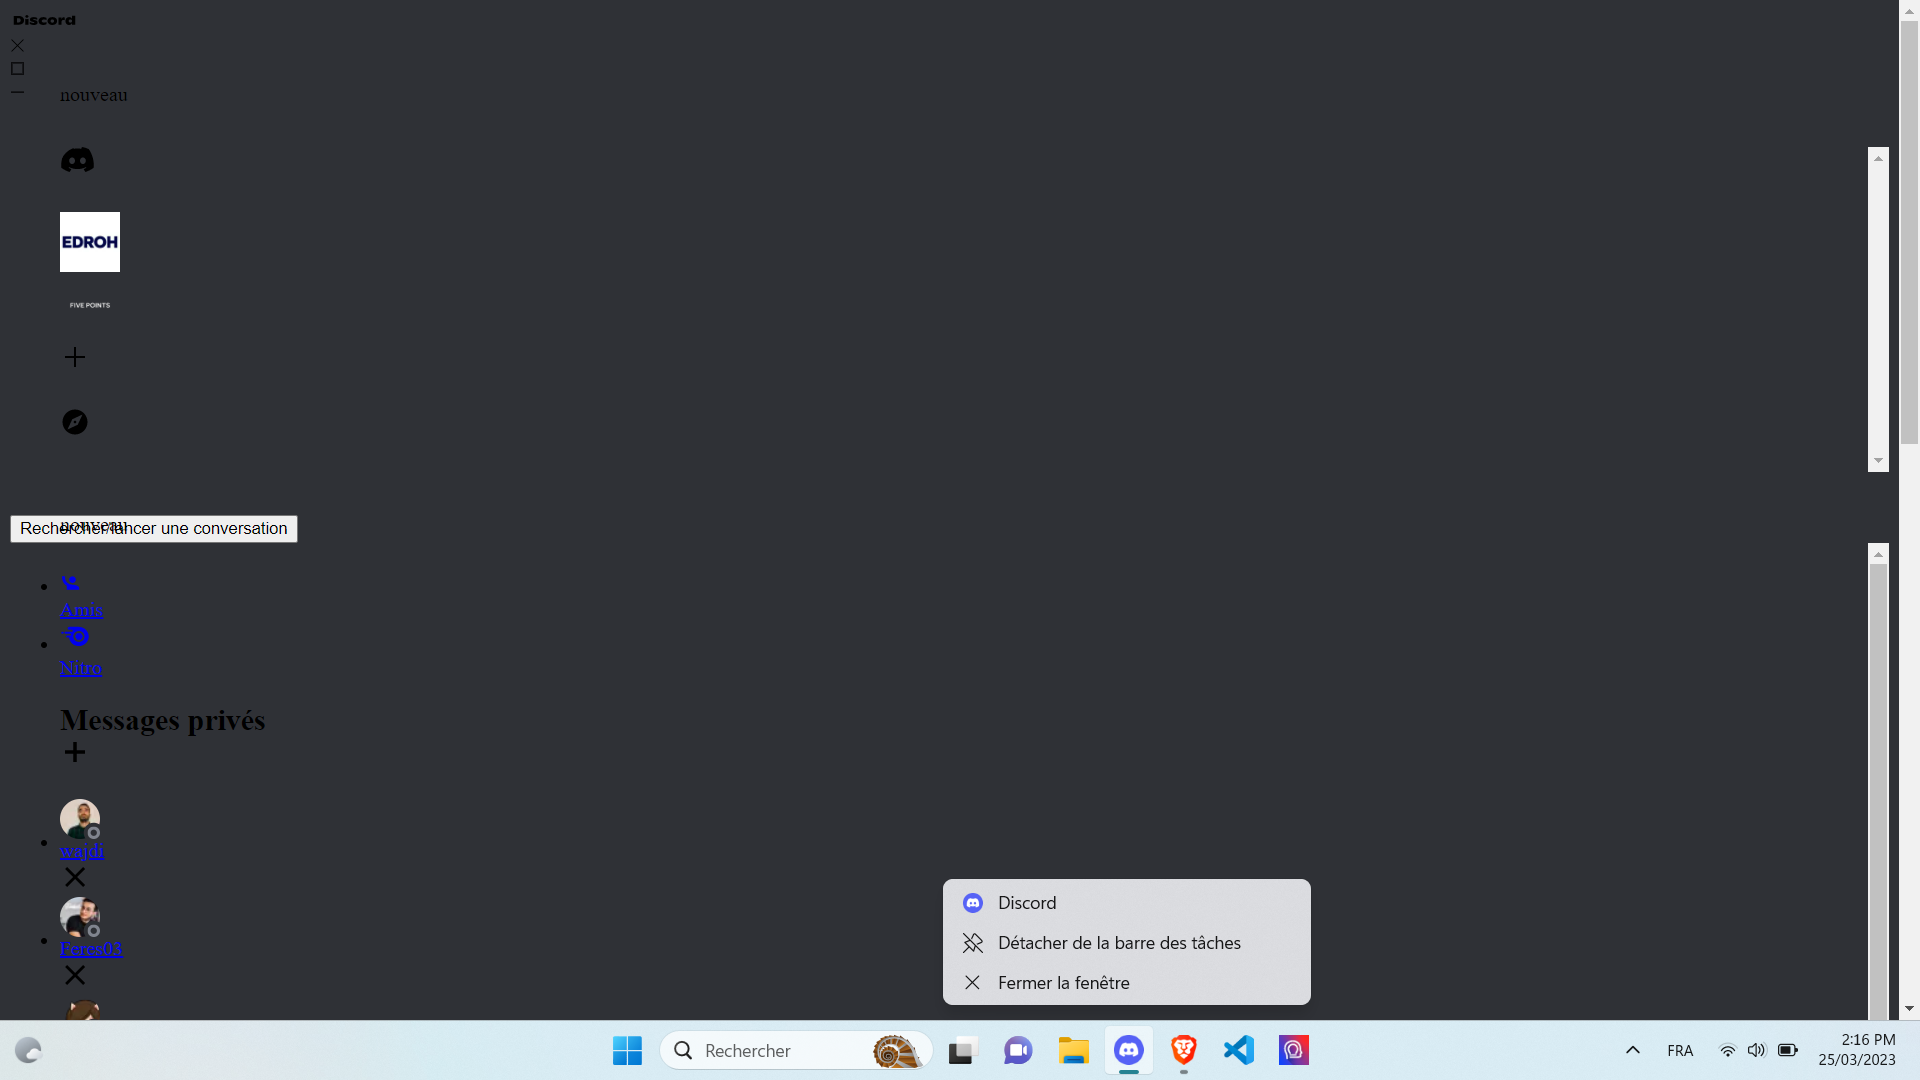 Discord
nouveau
EDROH
FIVE POINTS
nouveau
Rechercher/lancer une conversation
Amis
Nitro
Messages privés
wajdi
Feres03
Discord
Détacher de la barre des tâches
Fermer la fenêtre
Rechercher
FRA
2:16 PM
25/03/2023